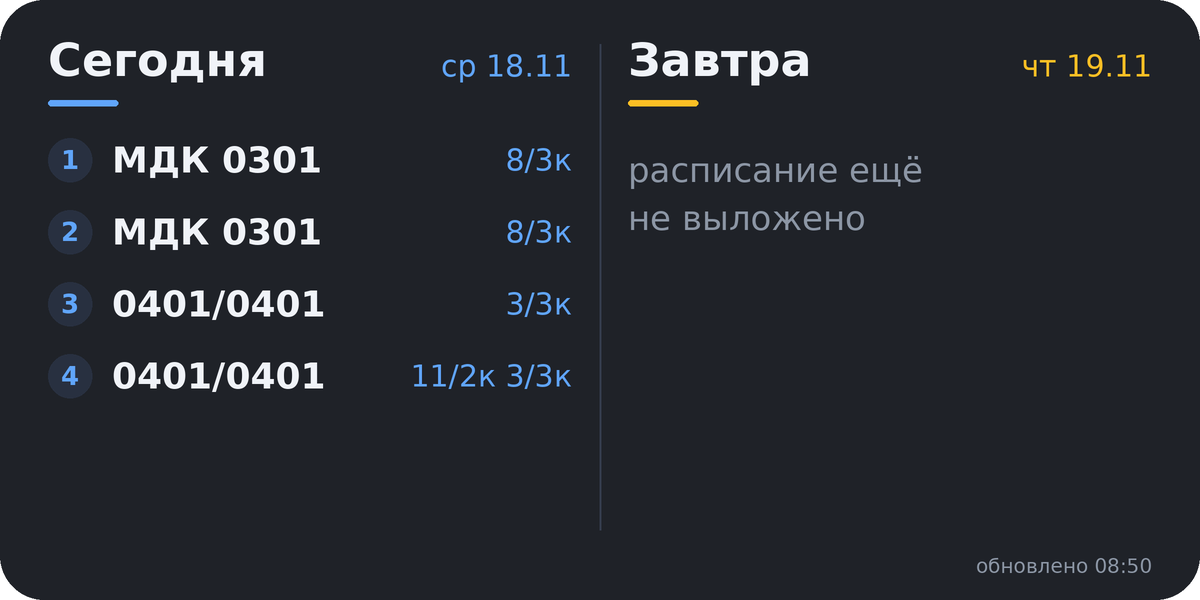 Сегодня ср 18.11
1 МДК 0301 8/3к
2 МДК 0301 8/3к
3 0401/0401 3/3к
4 0401/0401 11/2к 3/3к
Завтра чт 19.11
расписание ещё
не выложено
обновлено 08:50